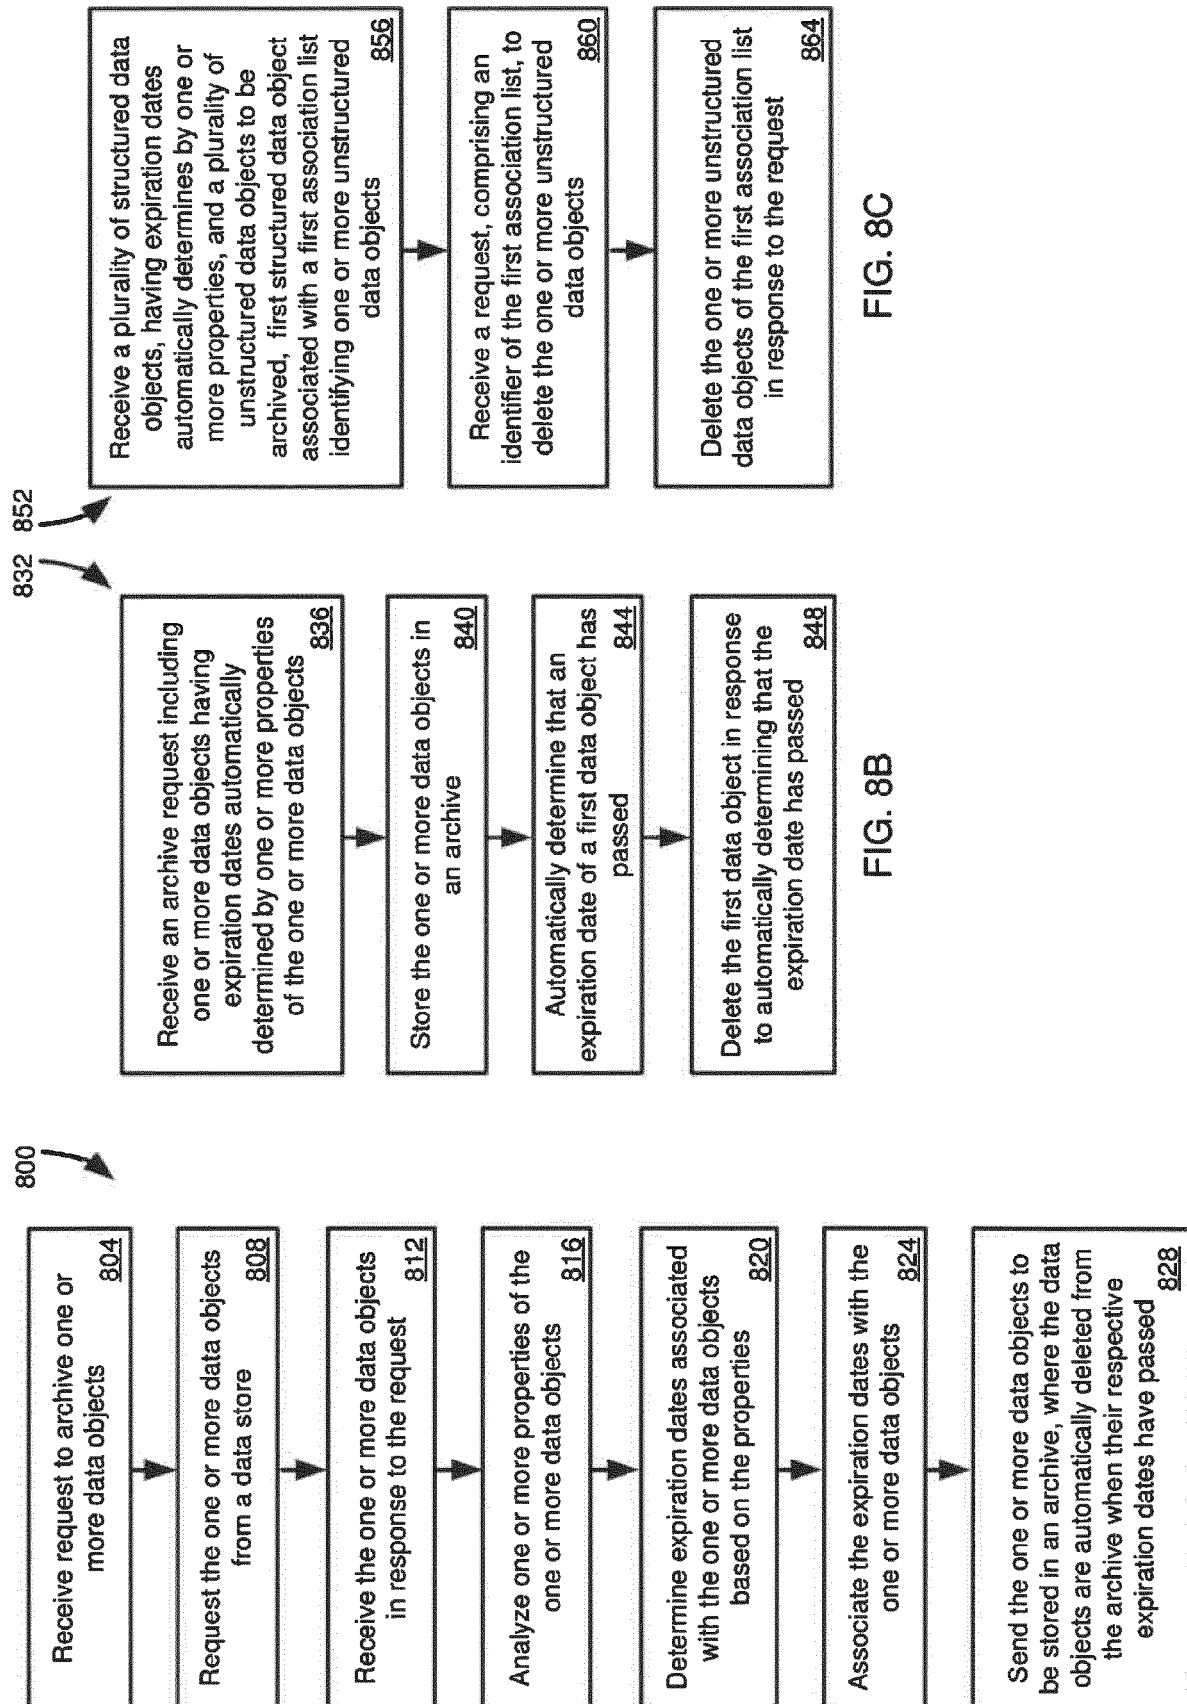 800
Receive request to archive one or
more data objects
804
Request the one or more data objects
from a data store
808
Receive the one or more data objects
in response to the request
812
Analyze one or more properties of the
one or more data objects
816
Determine expiration dates associated
with the one or more data objects
based on the properties
820
Associate the expiration dates with the
one or more data objects
824
Send the one or more data objects to
be stored in an archive, where the data
objects are automatically deleted from
the archive when their respective
expiration dates have passed
828
832
Receive an archive request including
one or more data objects having
expiration dates automatically
determined by one or more properties
of the one or more data objects
836
Store the one or more data objects in
an archive
840
Automatically determine that an
expiration date of a first data object has
passed
844
Delete the first data object in response
to automatically determining that the
expiration date has passed
848
FIG. 8B
852
Receive a plurality of structured data
objects, having expiration dates
automatically determines by one or
more properties, and a plurality of
unstructured data objects to be
archived, first structured data object
associated with a first association list
identifying one or more unstructured
data objects
856
Receive a request, comprising an
identifier of the first association list, to
delete the one or more unstructured
data objects
860
Delete the one or more unstructured
data objects of the first association list
in response to the request
864
FIG. 8C